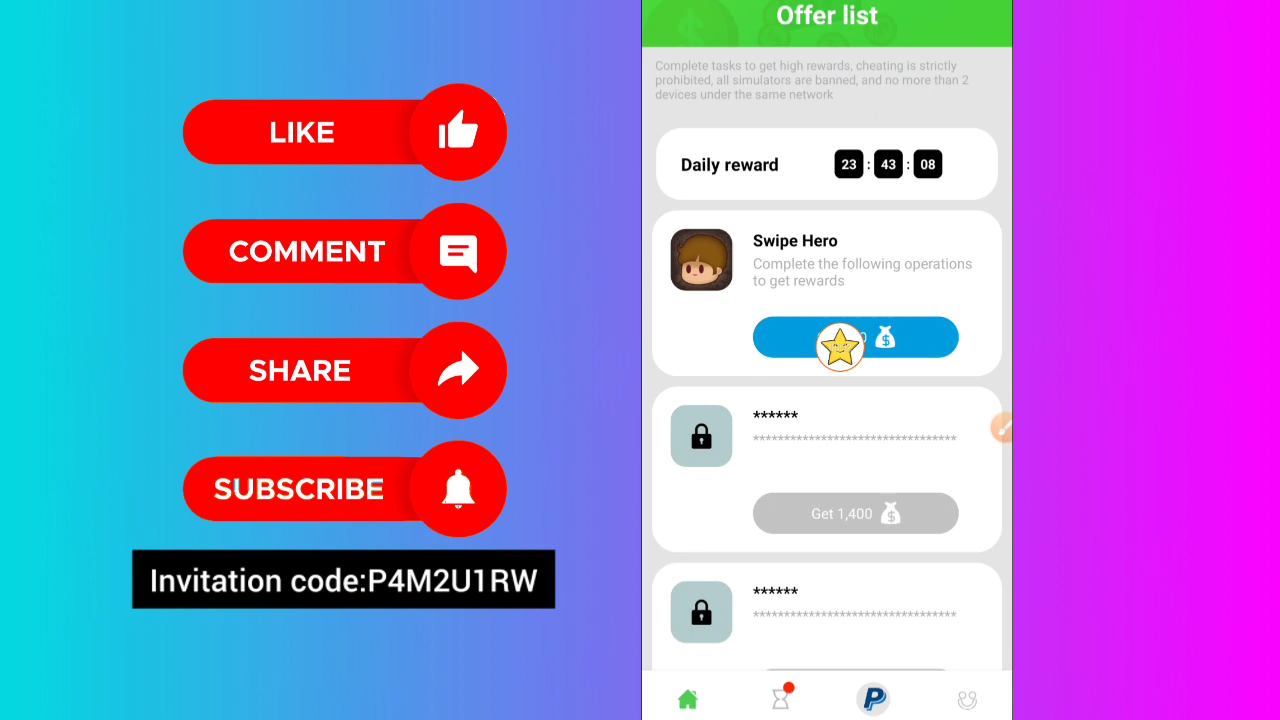 LIKE
COMMENT
SHARE
SUBSCRIBE
Invitation code:P4M2U1RW
Offer list
Complete tasks to get high rewards, cheating is strictly
prohibited, all simulators are banned, and no more than 2
devices under the same network
Daily reward 23 : 43 : 08
Swipe Hero
Complete the following operations
to get rewards
******
*********************************
Get 1,400
******
*********************************